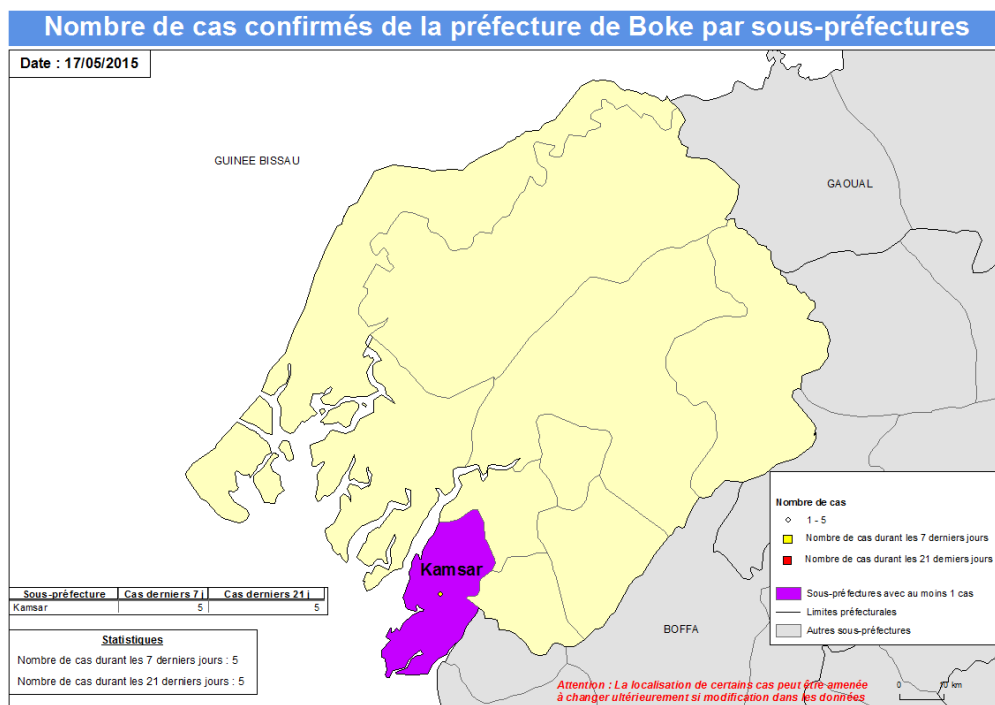 Nombre de cas confirmés de la préfecture de Boke par sous-préfectures
Date : 17/05/2015
GUINEE BISSAU
GAOUAL
Kamsar
BOFFA
Nombre de cas
1 - 5
Nombre de cas durant les 7 derniers jours
Nombre de cas durant les 21 derniers jours
Sous-préfectures avec au moins 1 cas
Limites préfecturales
Autres sous-préfectures
Sous-préfecture Cas derniers 7 j Cas derniers 21 j
Kamsar 5 5
Statistiques
Nombre de cas durant les 7 derniers jours : 5
Nombre de cas durant les 21 derniers jours : 5
Attention : La localisation de certains cas peut être amenée
à changer ultérieurement si modification dans les données
0 km